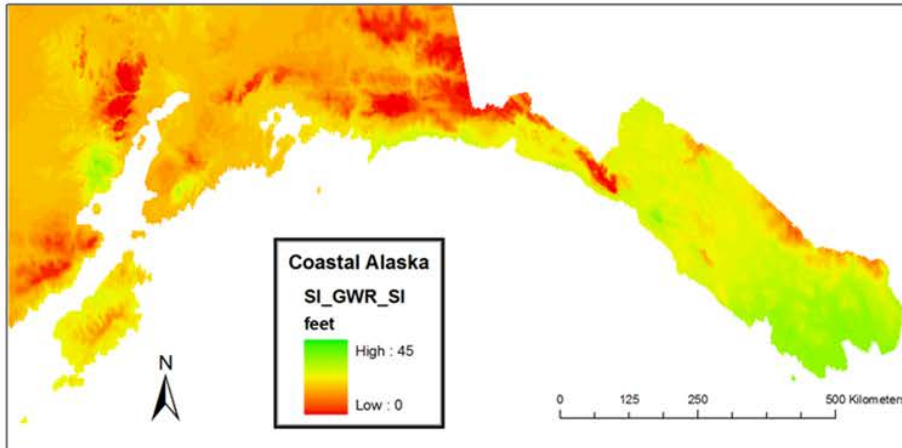 Coastal Alaska
SI_GWR_SI
feet
High : 45
Low : 0
N
0 125 250 500 Kilometers